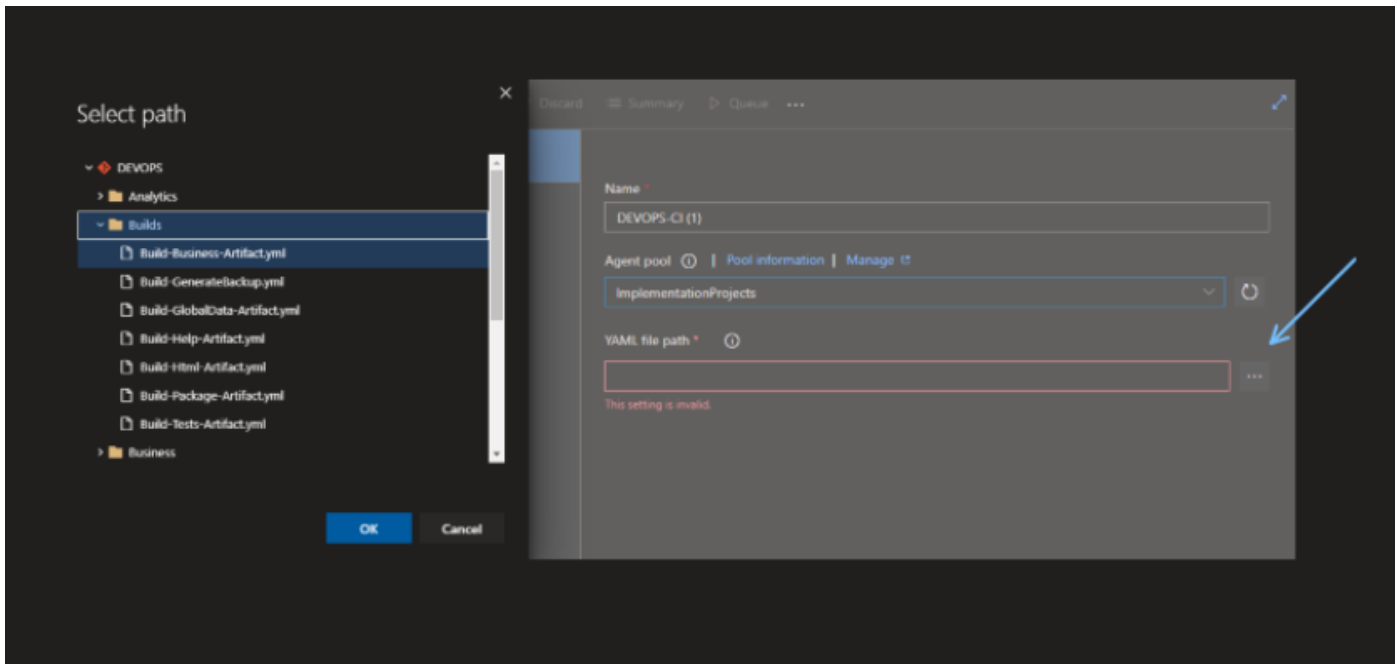 Select path
DEVOPS
Analytics
Builds
Build-Business-Artifact.yml
Build-GenerateBackup.yml
Build-GlobalData-Artifact.yml
Build-Help-Artifact.yml
Build-Html-Artifact.yml
Build-Package-Artifact.yml
Build-Tests-Artifact.yml
Business
OK Cancel
Discard Summary Queue ...
Name *
DEVOPS-CI (1)
Agent pool | Pool information | Manage
ImplementationProjects
YAML file path *
...
This setting is invalid.